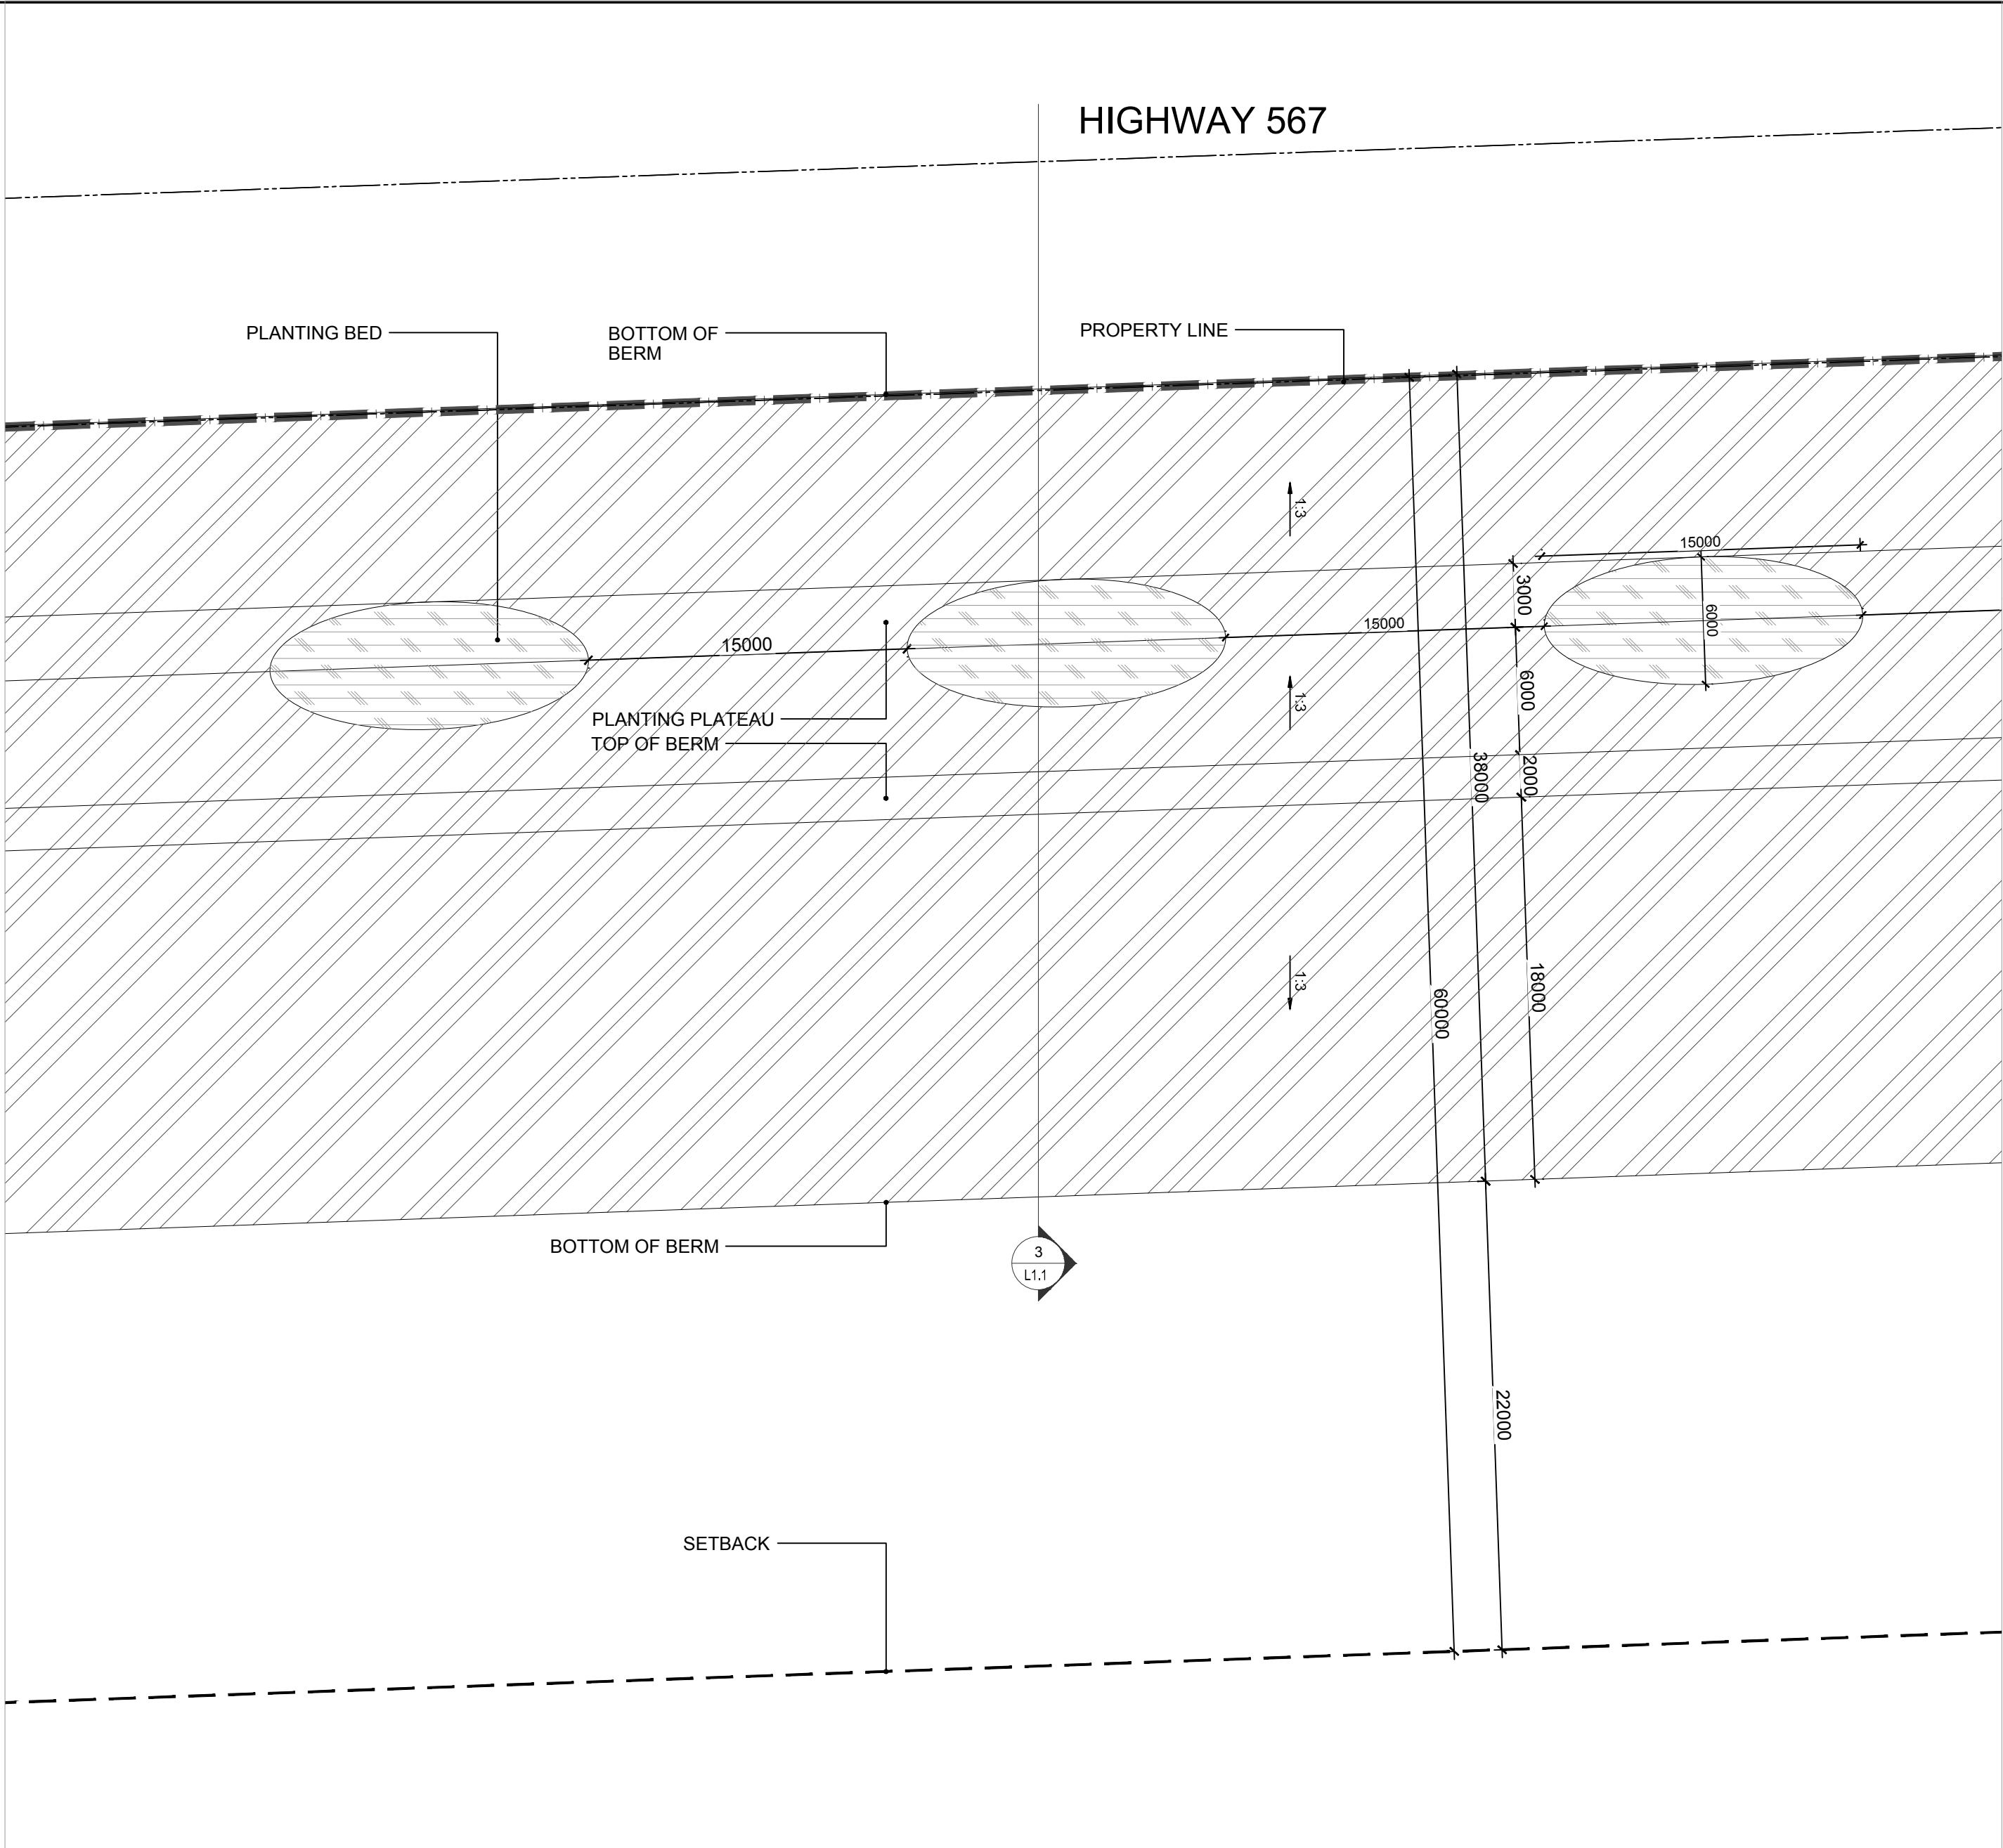 HIGHWAY 567
PLANTING BED
BOTTOM OF
BERM
PROPERTY LINE
1:3
15000
3000
6000
15000
15000
6000
PLANTING PLATEAU
TOP OF BERM
1:3
38000
2000
1:3
18000
60000
BOTTOM OF BERM
3
L1.1
22000
SETBACK